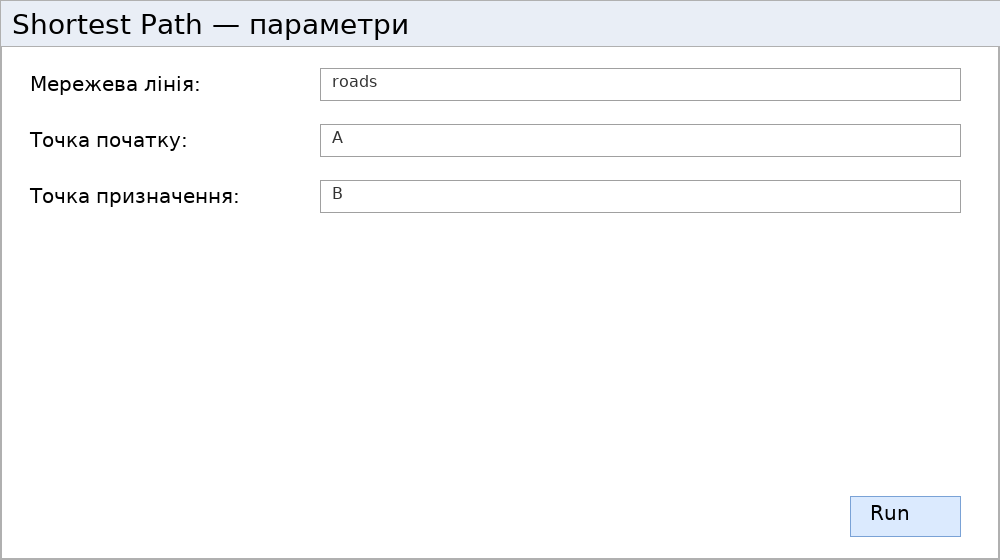 Shortest Path — параметри
Мережева лінія: roads
Точка початку: A
Точка призначення: B
Run